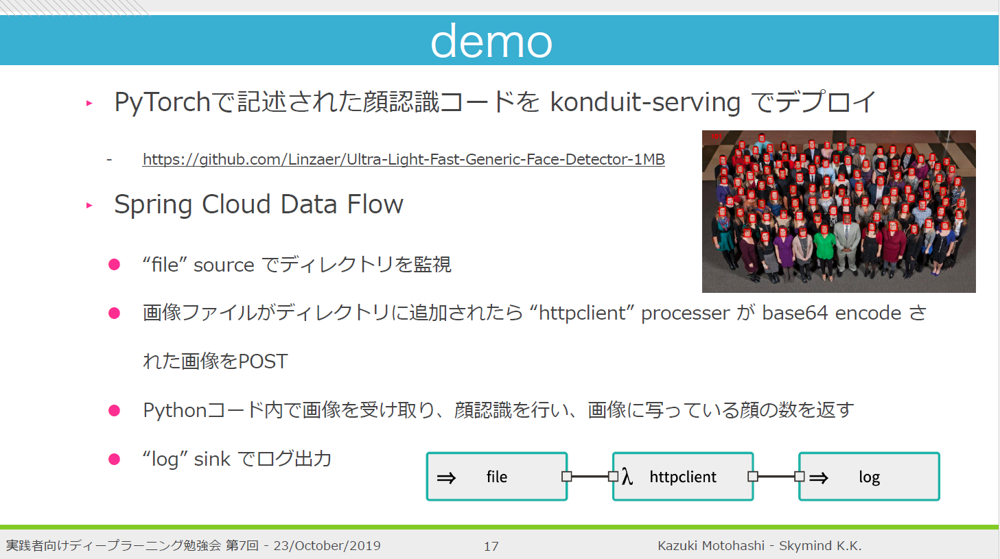 demo
‣ PyTorchで記述された顔認識コードを konduit-serving でデプロイ
- https://github.com/Linzaer/Ultra-Light-Fast-Generic-Face-Detector-1MB
‣ Spring Cloud Data Flow
● “file” source でディレクトリを監視
● 画像ファイルがディレクトリに追加されたら “httpclient” processer が base64 encode さ
れた画像をPOST
● Pythonコード内で画像を受け取り、顔認識を行い、画像に写っている顔の数を返す
● “log” sink でログ出力
⇒ file
λ httpclient
⇒ log
実践者向けディープラーニング勉強会 第7回 - 23/October/2019
17
Kazuki Motohashi - Skymind K.K.